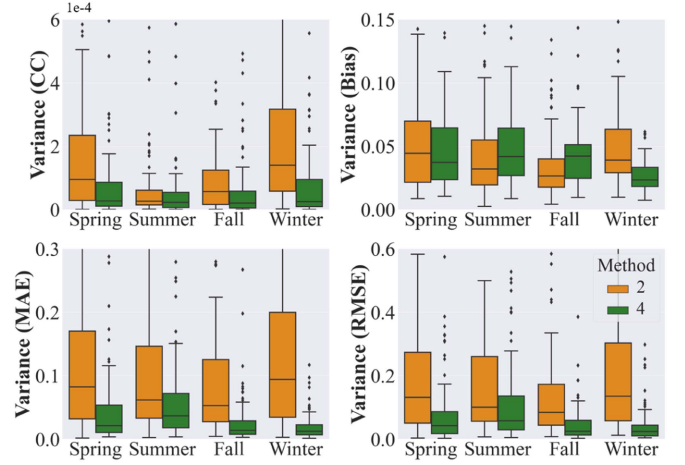 1e-4
6
4
2
0
Variance (CC)
Spring Summer Fall Winter
0.15
0.10
0.05
0.00
Variance (Bias)
Spring Summer Fall Winter
0.3
0.2
0.1
0.0
Variance (MAE)
Spring Summer Fall Winter
0.6
0.4
0.2
0.0
Variance (RMSE)
Method
2
4
Spring Summer Fall Winter